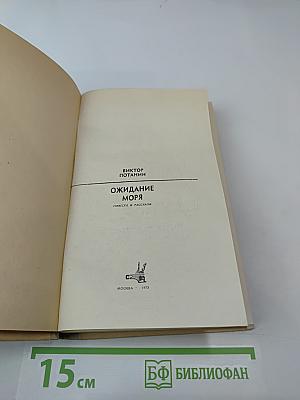 ВИКТОР
ПОТАНИН
ОЖИДАНИЕ
МОРЯ
ПОВЕСТИ И РАССКАЗЫ
МОСКВА · 1973
15 см
БФ БИБЛИОФАН